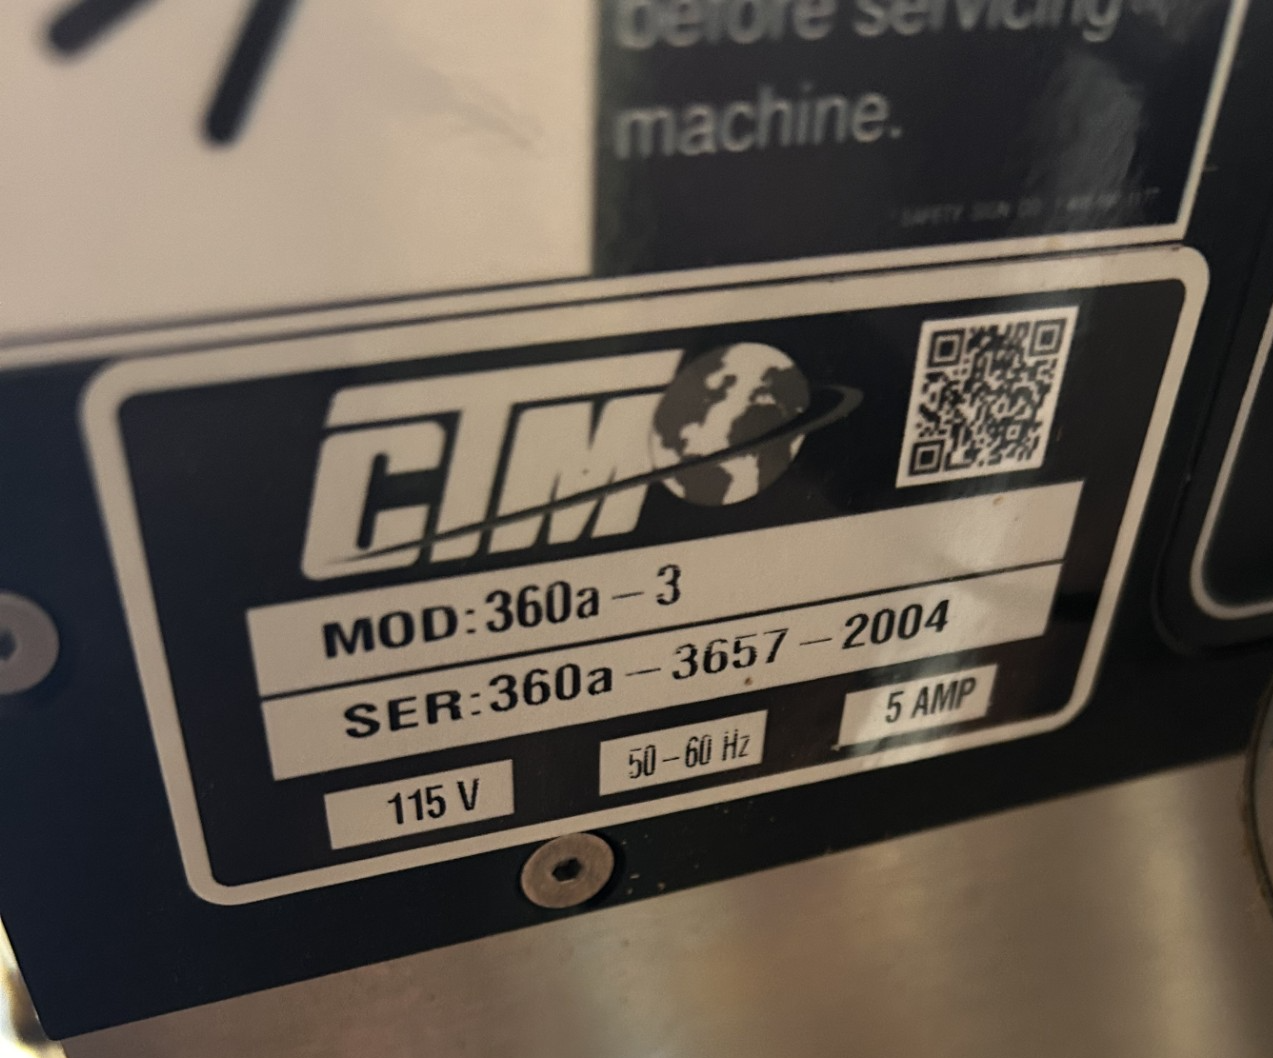 before servicing
machine.
CTM
MOD:360a-3
SER:360a-3657-2004
115 V
50-60 Hz
5 AMP